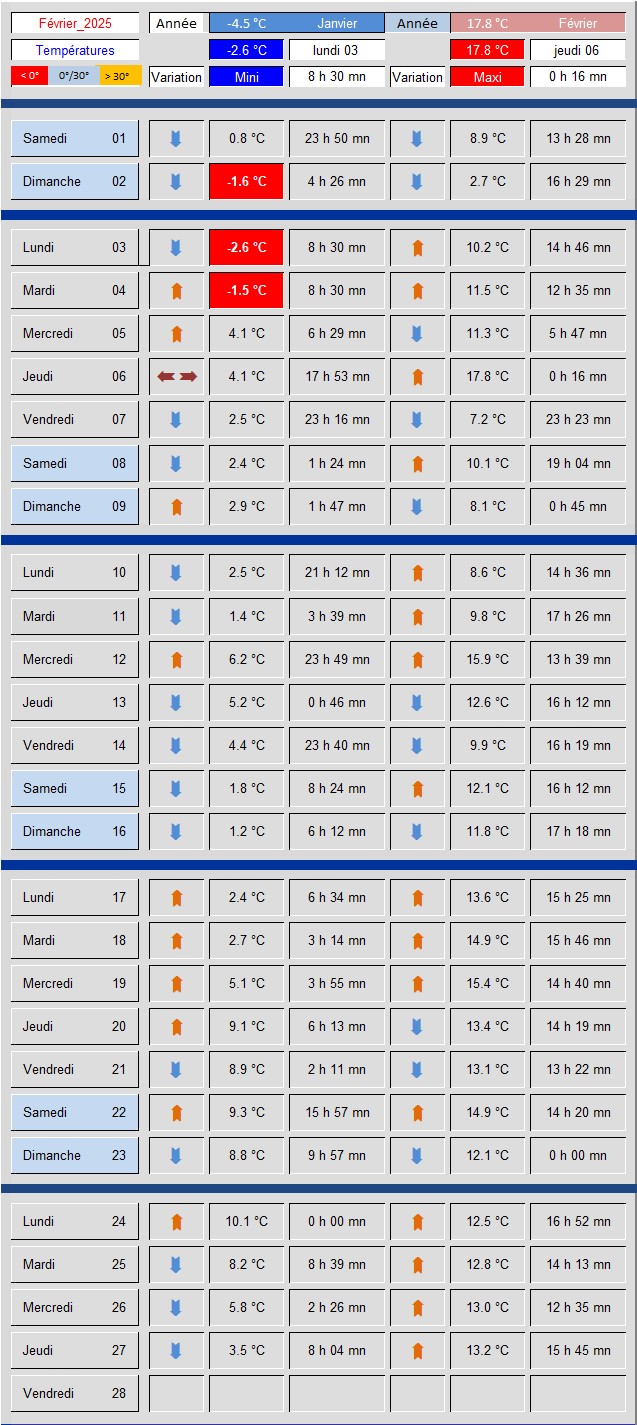 Février_2025 Année -4.5 °C Janvier Année 17.8 °C Février
Températures -2.6 °C lundi 03 17.8 °C jeudi 06
< 0° 0°/30° > 30° Variation Mini 8 h 30 mn Variation Maxi 0 h 16 mn
Samedi 01 0.8 °C 23 h 50 mn 8.9 °C 13 h 28 mn
Dimanche 02 -1.6 °C 4 h 26 mn 2.7 °C 16 h 29 mn
Lundi 03 -2.6 °C 8 h 30 mn 10.2 °C 14 h 46 mn
Mardi 04 -1.5 °C 8 h 30 mn 11.5 °C 12 h 35 mn
Mercredi 05 4.1 °C 6 h 29 mn 11.3 °C 5 h 47 mn
Jeudi 06 4.1 °C 17 h 53 mn 17.8 °C 0 h 16 mn
Vendredi 07 2.5 °C 23 h 16 mn 7.2 °C 23 h 23 mn
Samedi 08 2.4 °C 1 h 24 mn 10.1 °C 19 h 04 mn
Dimanche 09 2.9 °C 1 h 47 mn 8.1 °C 0 h 45 mn
Lundi 10 2.5 °C 21 h 12 mn 8.6 °C 14 h 36 mn
Mardi 11 1.4 °C 3 h 39 mn 9.8 °C 17 h 26 mn
Mercredi 12 6.2 °C 23 h 49 mn 15.9 °C 13 h 39 mn
Jeudi 13 5.2 °C 0 h 46 mn 12.6 °C 16 h 12 mn
Vendredi 14 4.4 °C 23 h 40 mn 9.9 °C 16 h 19 mn
Samedi 15 1.8 °C 8 h 24 mn 12.1 °C 16 h 12 mn
Dimanche 16 1.2 °C 6 h 12 mn 11.8 °C 17 h 18 mn
Lundi 17 2.4 °C 6 h 34 mn 13.6 °C 15 h 25 mn
Mardi 18 2.7 °C 3 h 14 mn 14.9 °C 15 h 46 mn
Mercredi 19 5.1 °C 3 h 55 mn 15.4 °C 14 h 40 mn
Jeudi 20 9.1 °C 6 h 13 mn 13.4 °C 14 h 19 mn
Vendredi 21 8.9 °C 2 h 11 mn 13.1 °C 13 h 22 mn
Samedi 22 9.3 °C 15 h 57 mn 14.9 °C 14 h 20 mn
Dimanche 23 8.8 °C 9 h 57 mn 12.1 °C 0 h 00 mn
Lundi 24 10.1 °C 0 h 00 mn 12.5 °C 16 h 52 mn
Mardi 25 8.2 °C 8 h 39 mn 12.8 °C 14 h 13 mn
Mercredi 26 5.8 °C 2 h 26 mn 13.0 °C 12 h 35 mn
Jeudi 27 3.5 °C 8 h 04 mn 13.2 °C 15 h 45 mn
Vendredi 28